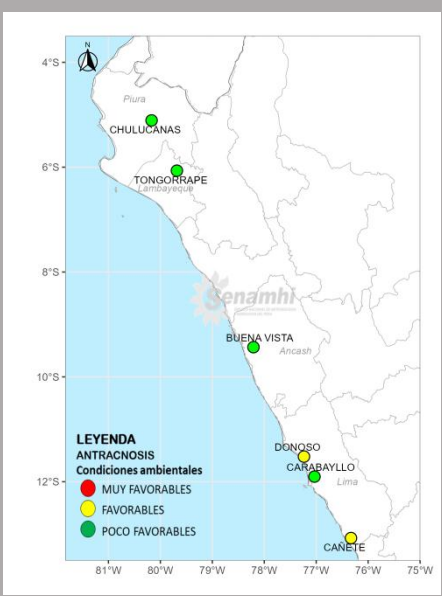 N
4°S
Piura
CHULUCANAS
6°S
TONGORRAPE
Lambayeque
8°S
Senamhi
BUENA VISTA
Ancash
10°S
LEYENDA
ANTRACNOSIS
Condiciones ambientales
MUY FAVORABLES
FAVORABLES
POCO FAVORABLES
DONOSO
CARABAYLLO
Lima
12°S
CAÑETE
81°W 80°W 79°W 78°W 77°W 76°W 75°W